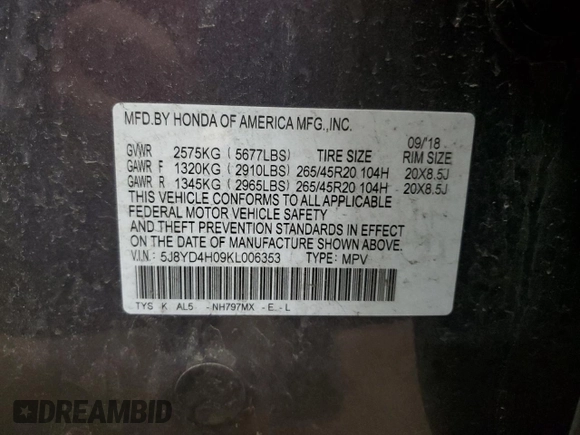 MFD.BY HONDA OF AMERICA MFG.,INC.
09/'18
GVWR 2575KG (5677LBS) TIRE SIZE RIM SIZE
GAWR F 1320KG (2910LBS) 265/45R20 104H 20X8.5J
GAWR R 1345KG (2965LBS) 265/45R20 104H 20X8.5J
THIS VEHICLE CONFORMS TO ALL APPLICABLE
FEDERAL MOTOR VEHICLE SAFETY
AND THEFT PREVENTION STANDARDS IN EFFECT
ON THE DATE OF MANUFACTURE SHOWN ABOVE.
V.I.N.: 5J8YD4H09KL006353 TYPE: MPV
TYS K AL5 - NH797MX - E - L
DREAMBID